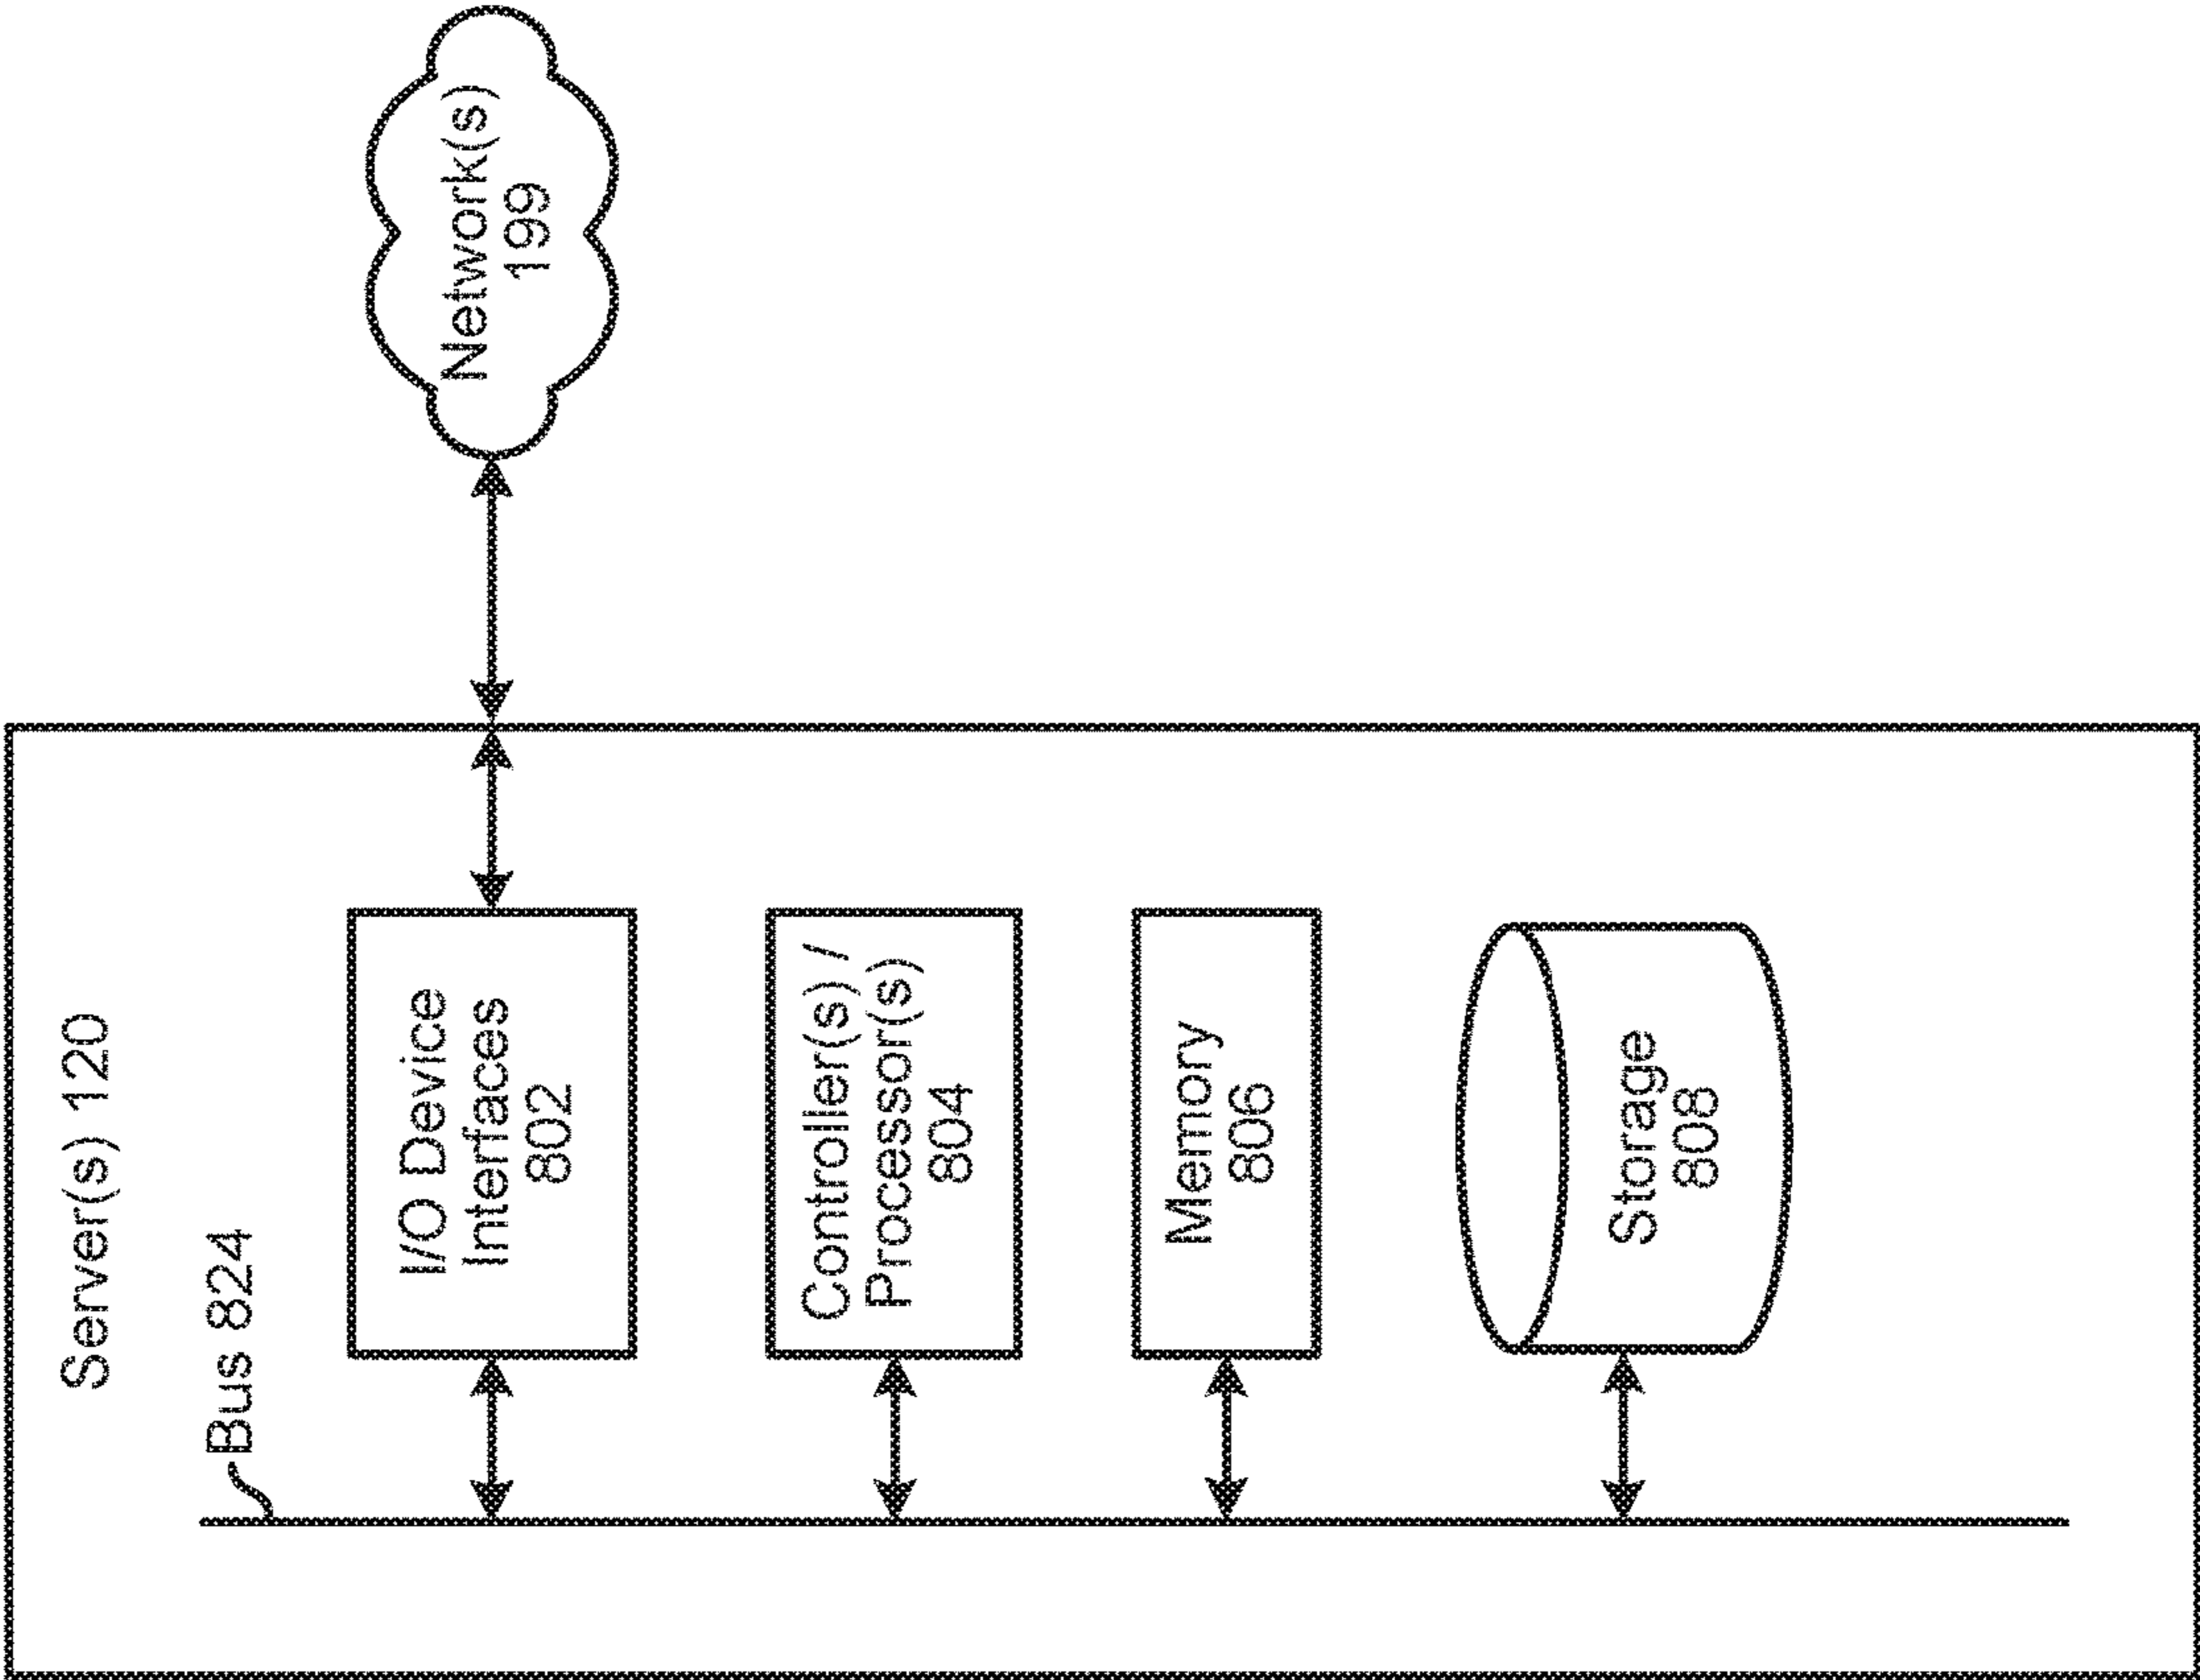 Server(s) 120
Bus 824
I/O Device
Interfaces
802
Network(s)
199
Controller(s) /
Processor(s)
804
Memory
806
Storage
808